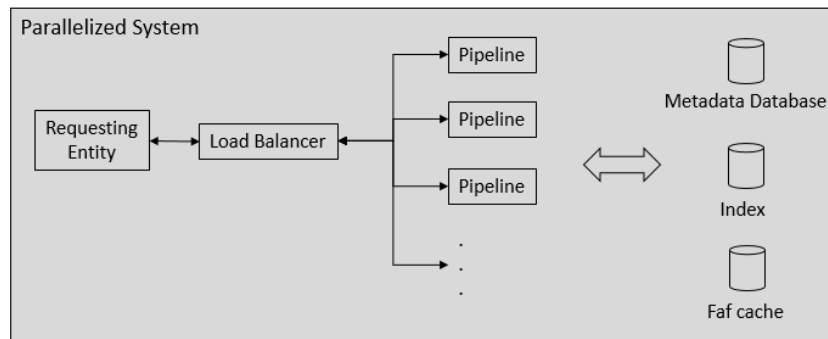 Parallelized System
Requesting
Entity
Load Balancer
Pipeline
Pipeline
Pipeline
.
.
.
Metadata Database
Index
Faf cache